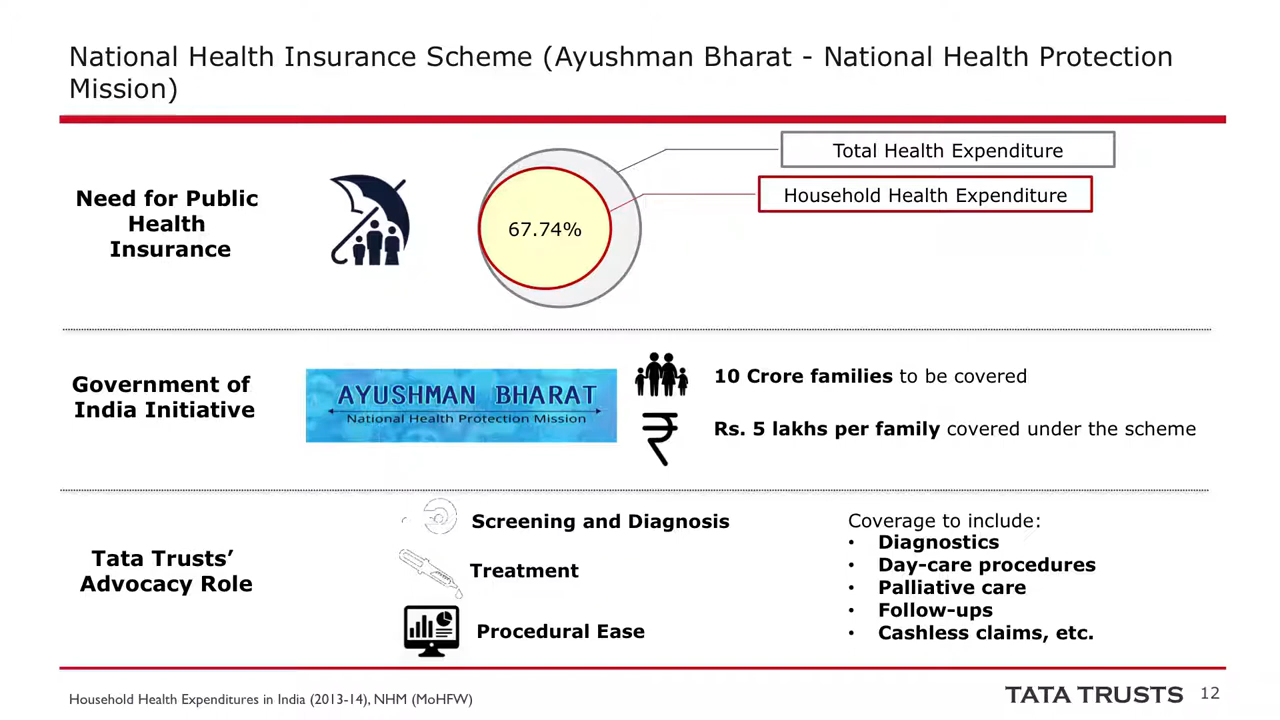 National Health Insurance Scheme (Ayushman Bharat - National Health Protection
Mission)
Total Health Expenditure
Household Health Expenditure
Need for Public
Health
Insurance
67.74%
Government of
India Initiative
AYUSHMAN BHARAT
National Health Protection Mission
10 Crore families to be covered
Rs. 5 lakhs per family covered under the scheme
Tata Trusts’
Advocacy Role
Screening and Diagnosis
Treatment
Procedural Ease
Coverage to include:
• Diagnostics
• Day-care procedures
• Palliative care
• Follow-ups
• Cashless claims, etc.
Household Health Expenditures in India (2013-14), NHM (MoHFW)
TATA TRUSTS 12